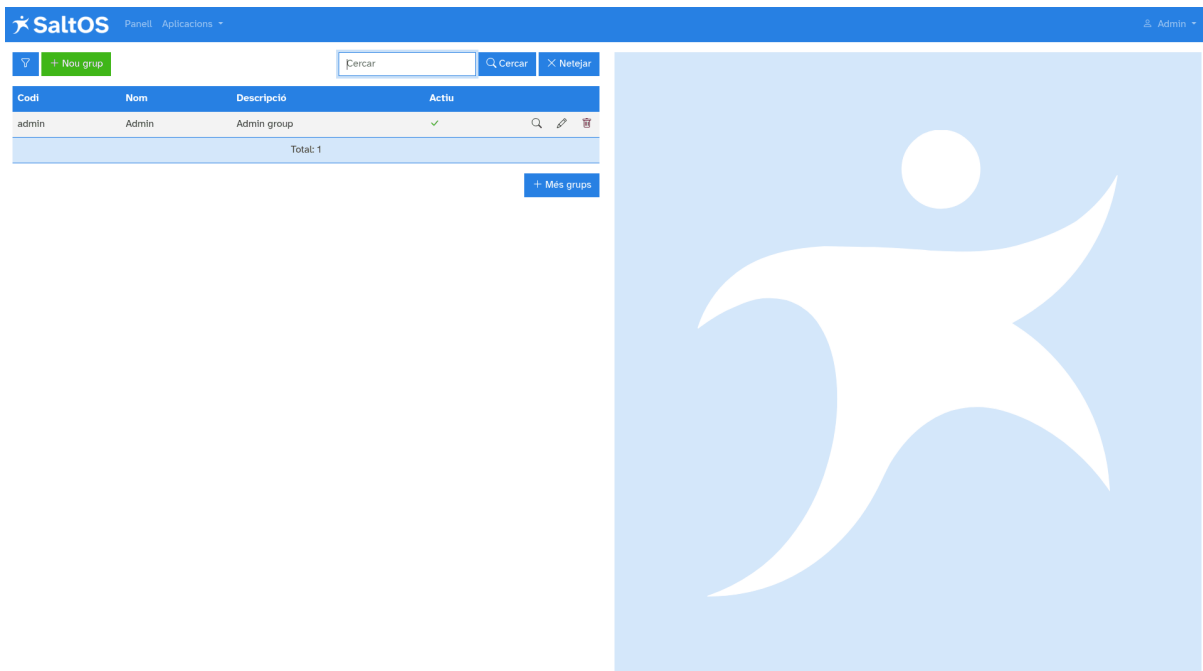 SaltOS Panell Aplicacions Admin
+ Nou grup Cercar Cercar Netejar
Codi Nom Descripció Actiu
admin Admin Admin group
Total: 1
+ Més grups